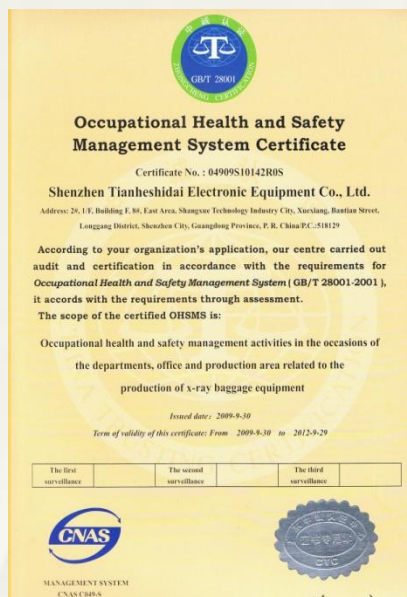 中 诚 认 证
GB/T 28001
ZHONGCHENG CERTIFICATION
Occupational Health and Safety
Management System Certificate
Certificate No. : 04909S10142R0S
Shenzhen Tianheshidai Electronic Equipment Co., Ltd.
Address: 2#, 1/F, Building F, 8#, East Area, Shangxue Technology Industry City, Xuexiang, Bantian Street,
Longgang District, Shenzhen City, Guangdong Province, P. R. China/P.C.:518129
According to your organization's application, our centre carried out
audit and certification in accordance with the requirements for
Occupational Health and Safety Management System ( GB/T 28001-2001 ),
it accords with the requirements through assessment.
The scope of the certified OHSMS is:
Occupational health and safety management activities in the occasions of
the departments, office and production area related to the
production of x-ray baggage equipment
Issued date: 2009-9-30
Term of validity of this certificate: From 2009-9-30 to 2012-9-29
The first surveillance
The second surveillance
The third surveillance
CNAS
MANAGEMENT SYSTEM
CNAS C049-S
CTC